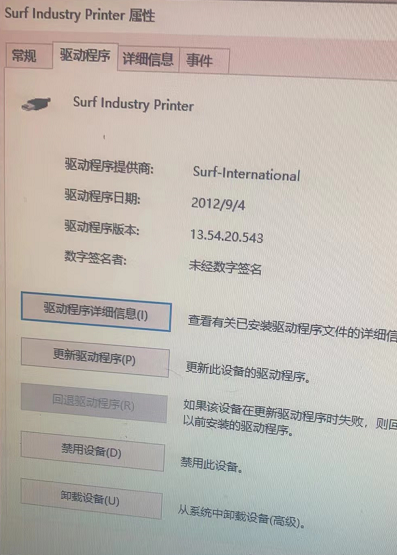 Surf Industry Printer 属性
常规 驱动程序 详细信息 事件
Surf Industry Printer
驱动程序提供商: Surf-International
驱动程序日期: 2012/9/4
驱动程序版本: 13.54.20.543
数字签名者: 未经数字签名
驱动程序详细信息(I) 查看有关已安装驱动程序文件的详细信
更新驱动程序(P) 更新此设备的驱动程序。
回退驱动程序(R) 如果该设备在更新驱动程序时失败，则回
以前安装的驱动程序。
禁用设备(D) 禁用此设备。
卸载设备(U) 从系统中卸载设备(高级)。